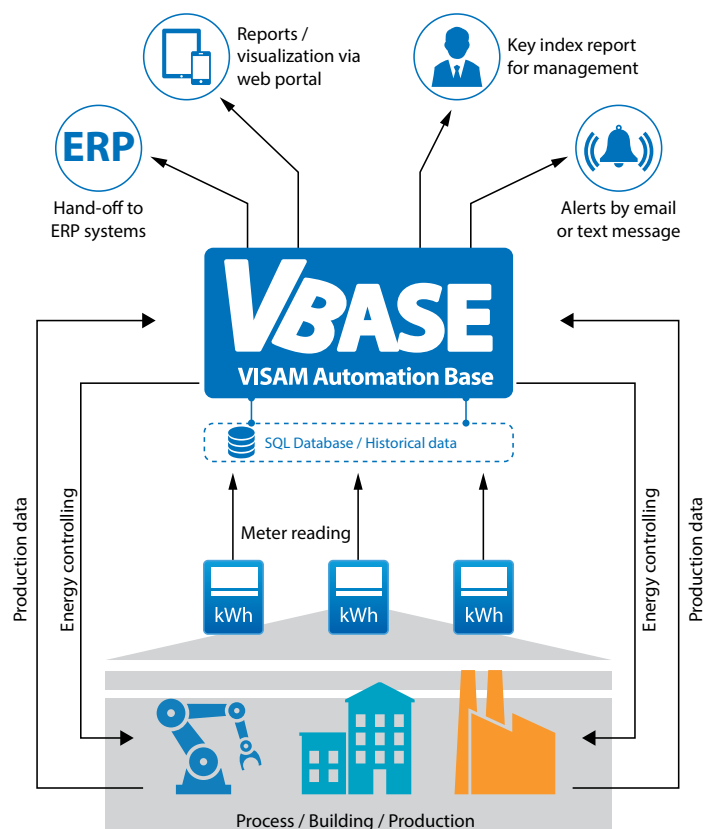 Reports /
visualization via
web portal
Key index report
for management
ERP
Hand-off to
ERP systems
Alerts by email
or text message
VBASE
VISAM Automation Base
SQL Database / Historical data
Production data
Energy controlling
Meter reading
Energy controlling
Production data
kWh
kWh
kWh
Process / Building / Production